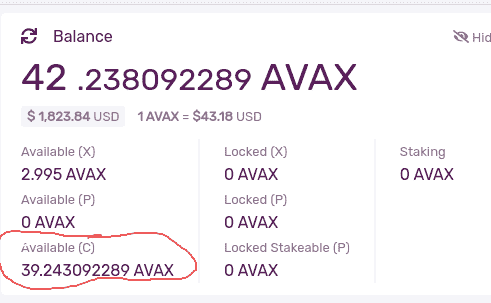 Balance
Hid
42 .238092289 AVAX
$ 1,823.84 USD 1 AVAX = $43.18 USD
Available (X)
2.995 AVAX
Available (P)
0 AVAX
Available (C)
39.243092289 AVAX
Locked (X)
0 AVAX
Locked (P)
0 AVAX
Locked Stakeable (P)
0 AVAX
Staking
0 AVAX